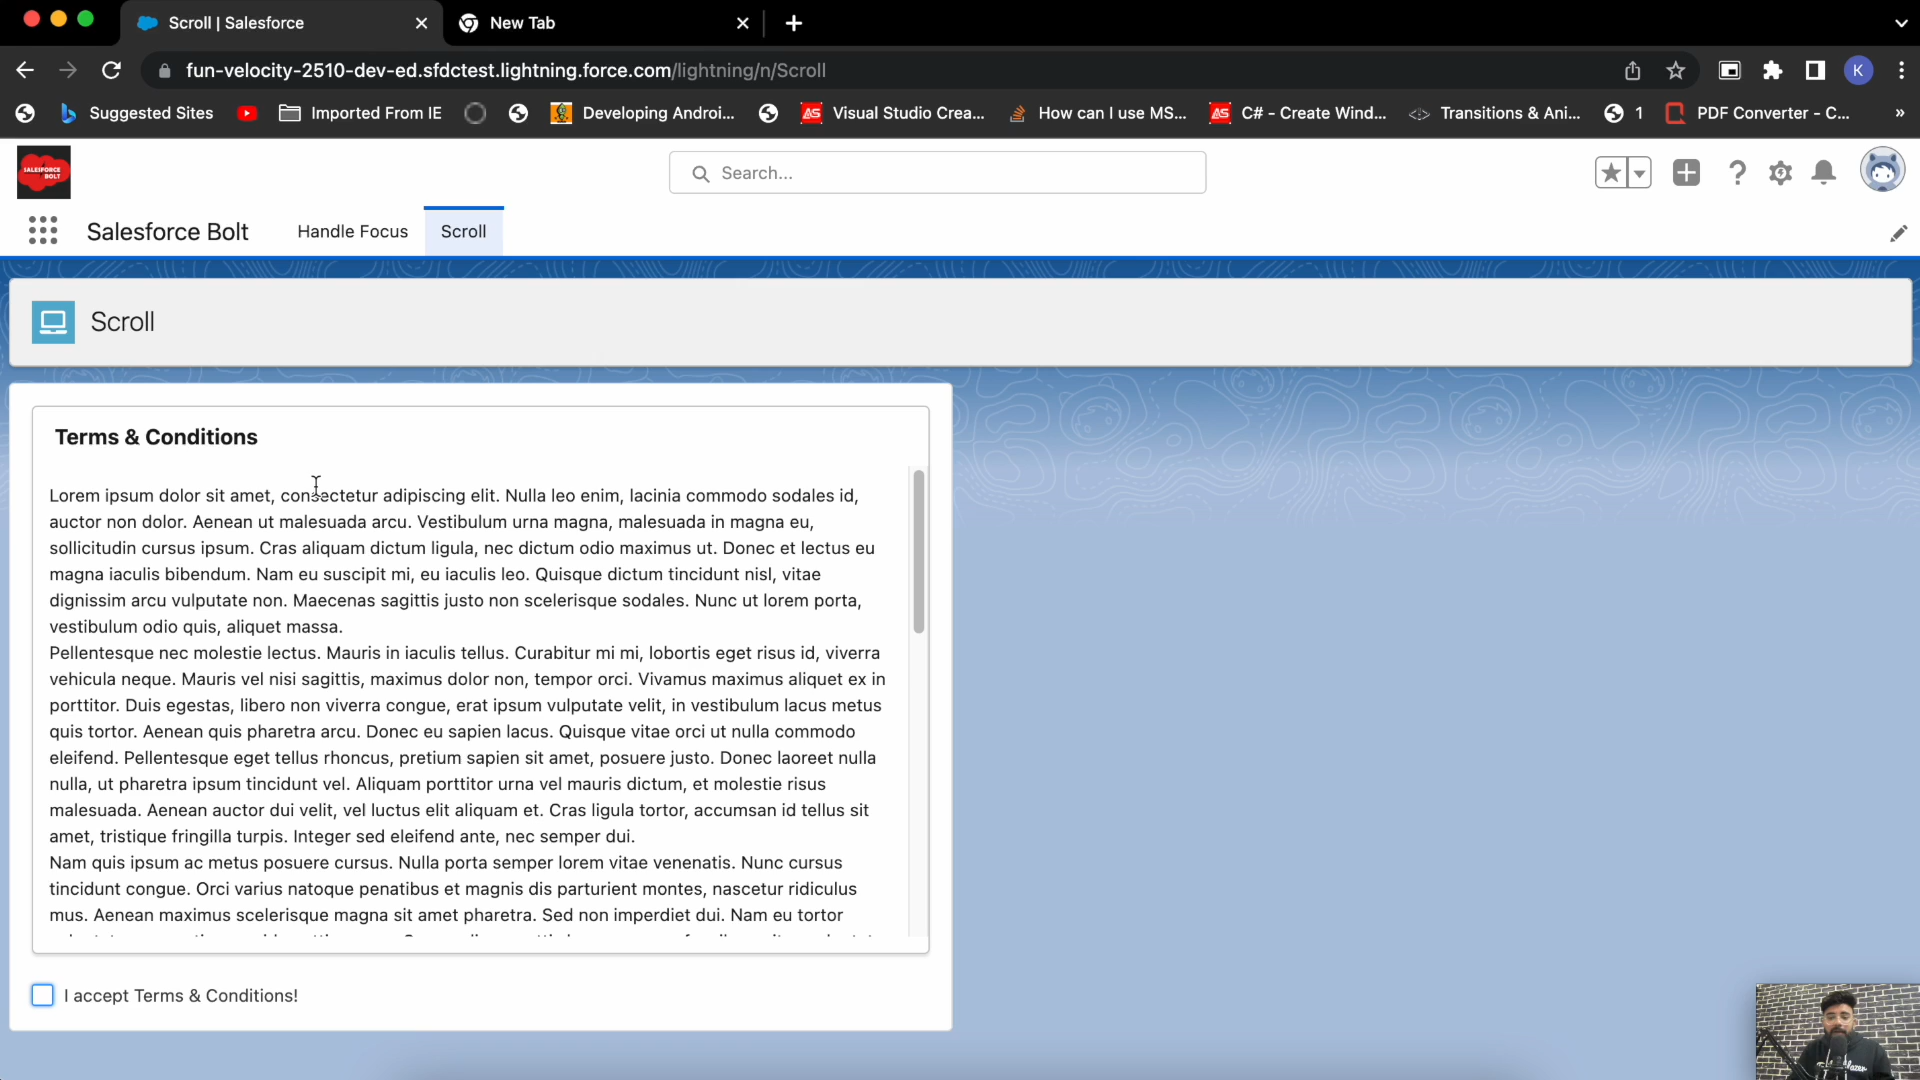 Scroll | Salesforce
New Tab
fun-velocity-2510-dev-ed.sfdctest.lightning.force.com/lightning/n/Scroll
K
Suggested Sites
Imported From IE
Developing Androi...
Visual Studio Crea...
How can I use MS...
C# - Create Wind...
Transitions & Ani...
1
PDF Converter - C...
»
SALESFORCE
BOLT
Search...
Salesforce Bolt
Handle Focus
Scroll
Scroll
Terms & Conditions
Lorem ipsum dolor sit amet, consectetur adipiscing elit. Nulla leo enim, lacinia commodo sodales id,
auctor non dolor. Aenean ut malesuada arcu. Vestibulum urna magna, malesuada in magna eu,
sollicitudin cursus ipsum. Cras aliquam dictum ligula, nec dictum odio maximus ut. Donec et lectus eu
magna iaculis bibendum. Nam eu suscipit mi, eu iaculis leo. Quisque dictum tincidunt nisl, vitae
dignissim arcu vulputate non. Maecenas sagittis justo non scelerisque sodales. Nunc ut lorem porta,
vestibulum odio quis, aliquet massa.
Pellentesque nec molestie lectus. Mauris in iaculis tellus. Curabitur mi mi, lobortis eget risus id, viverra
vehicula neque. Mauris vel nisi sagittis, maximus dolor non, tempor orci. Vivamus maximus aliquet ex in
porttitor. Duis egestas, libero non viverra congue, erat ipsum vulputate velit, in vestibulum lacus metus
quis tortor. Aenean quis pharetra arcu. Donec eu sapien lacus. Quisque vitae orci ut nulla commodo
eleifend. Pellentesque eget tellus rhoncus, pretium sapien sit amet, posuere justo. Donec laoreet nulla
nulla, ut pharetra ipsum tincidunt vel. Aliquam porttitor urna vel mauris dictum, et molestie risus
malesuada. Aenean auctor dui velit, vel luctus elit aliquam et. Cras ligula tortor, accumsan id tellus sit
amet, tristique fringilla turpis. Integer sed eleifend ante, nec semper dui.
Nam quis ipsum ac metus posuere cursus. Nulla porta semper lorem vitae venenatis. Nunc cursus
tincidunt congue. Orci varius natoque penatibus et magnis dis parturient montes, nascetur ridiculus
mus. Aenean maximus scelerisque magna sit amet pharetra. Sed non imperdiet dui. Nam eu tortor
I accept Terms & Conditions!